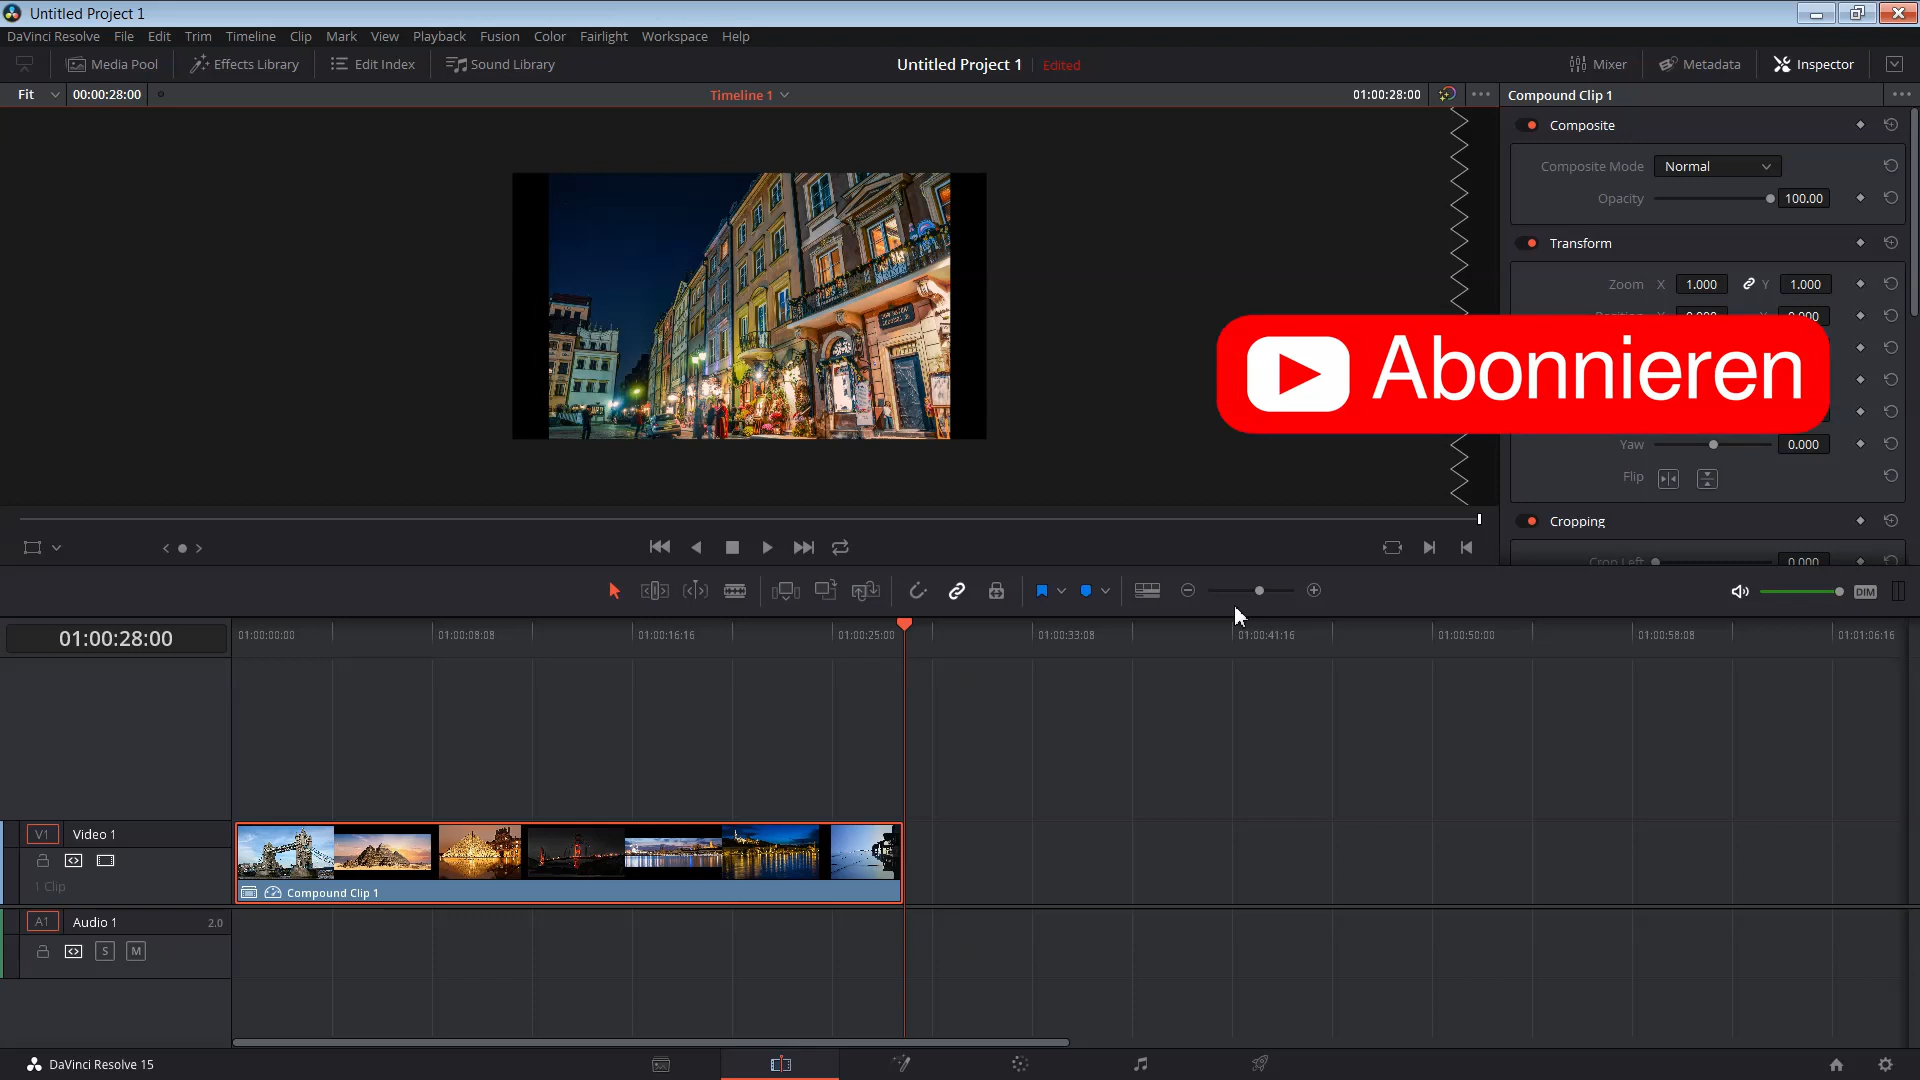 Untitled Project 1
DaVinci Resolve File Edit Trim Timeline Clip Mark View Playback Fusion Color Fairlight Workspace Help
Media Pool Effects Library Edit Index Sound Library Untitled Project 1 Edited Mixer Metadata Inspector
Fit 00:00:28:00 Timeline 1 01:00:28:00 Compound Clip 1
Composite
Composite Mode Normal
Opacity 100.00
Transform
Zoom X 1.000 Y 1.000
Abonnieren
Yaw 0.000
Flip
Cropping
Crop Left 0.000
DIM
01:00:28:00 01:00:00:00 01:00:08:08 01:00:16:16 01:00:25:00 01:00:33:08 01:00:41:16 01:00:50:00 01:00:58:08 01:01:06:16
V1 Video 1
1 Clip
Compound Clip 1
A1 Audio 1 2.0
S M
DaVinci Resolve 15